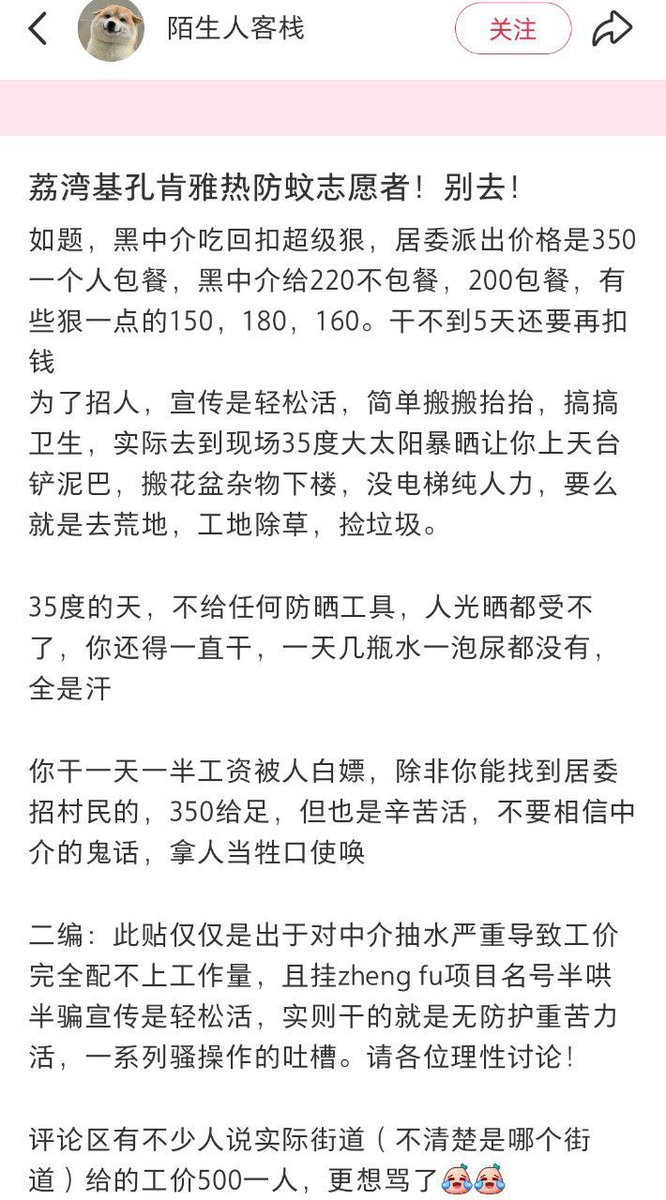 陌生人客栈
关注
荔湾基孔肯雅热防蚊志愿者！别去！
如题，黑中介吃回扣超级狠，居委派出价格是350
一个人包餐，黑中介给220不包餐，200包餐，有
些狠一点的150，180，160。干不到5天还要再扣
钱
为了招人，宣传是轻松活，简单搬搬抬抬，搞搞
卫生，实际去到现场35度大太阳暴晒让你上天台
铲泥巴，搬花盆杂物下楼，没电梯纯人力，要么
就是去荒地，工地除草，捡垃圾。
35度的天，不给任何防晒工具，人光晒都受不
了，你还得一直干，一天几瓶水一泡尿都没有，
全是汗
你干一天一半工资被人白嫖，除非你能找到居委
招村民的，350给足，但也是辛苦活，不要相信中
介的鬼话，拿人当牲口使唤
二编：此贴仅仅是出于对中介抽水严重导致工价
完全配不上工作量，且挂zheng fu项目名号半哄
半骗宣传是轻松活，实则干的就是无防护重苦力
活，一系列骚操作的吐槽。请各位理性讨论！
评论区有不少人说实际街道（不清楚是哪个街
道）给的工价500一人，更想骂了